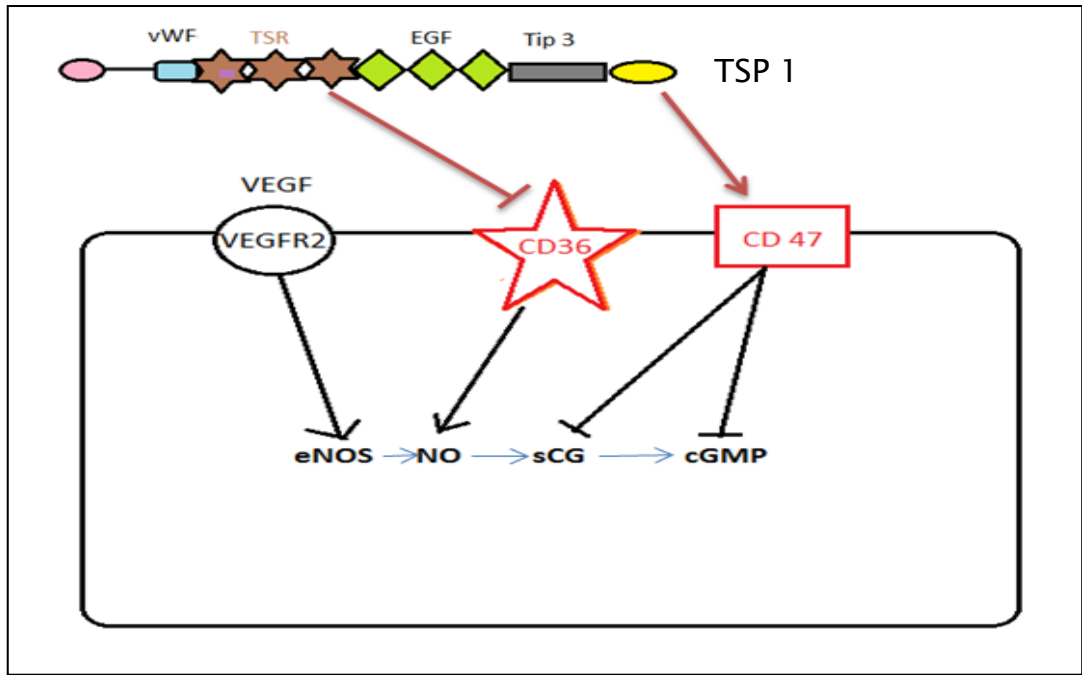 vWF TSR EGF Tip 3
TSP 1
VEGF
VEGFR2
CD36
CD 47
eNOS NO sCG cGMP